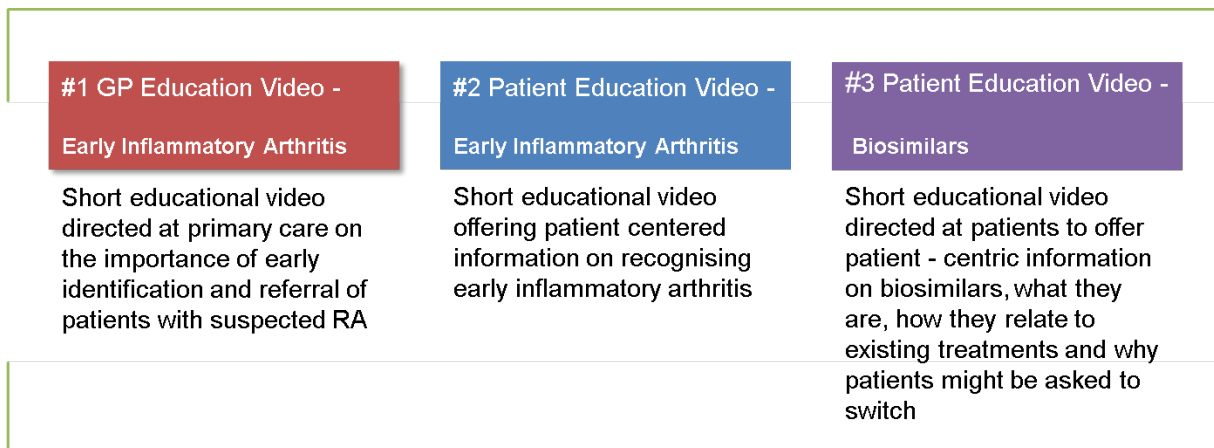 #1 GP Education Video -
Early Inflammatory Arthritis
Short educational video
directed at primary care on
the importance of early
identification and referral of
patients with suspected RA
#2 Patient Education Video -
Early Inflammatory Arthritis
Short educational video
offering patient centered
information on recognising
early inflammatory arthritis
#3 Patient Education Video -
Biosimilars
Short educational video
directed at patients to offer
patient - centric information
on biosimilars, what they
are, how they relate to
existing treatments and why
patients might be asked to
switch